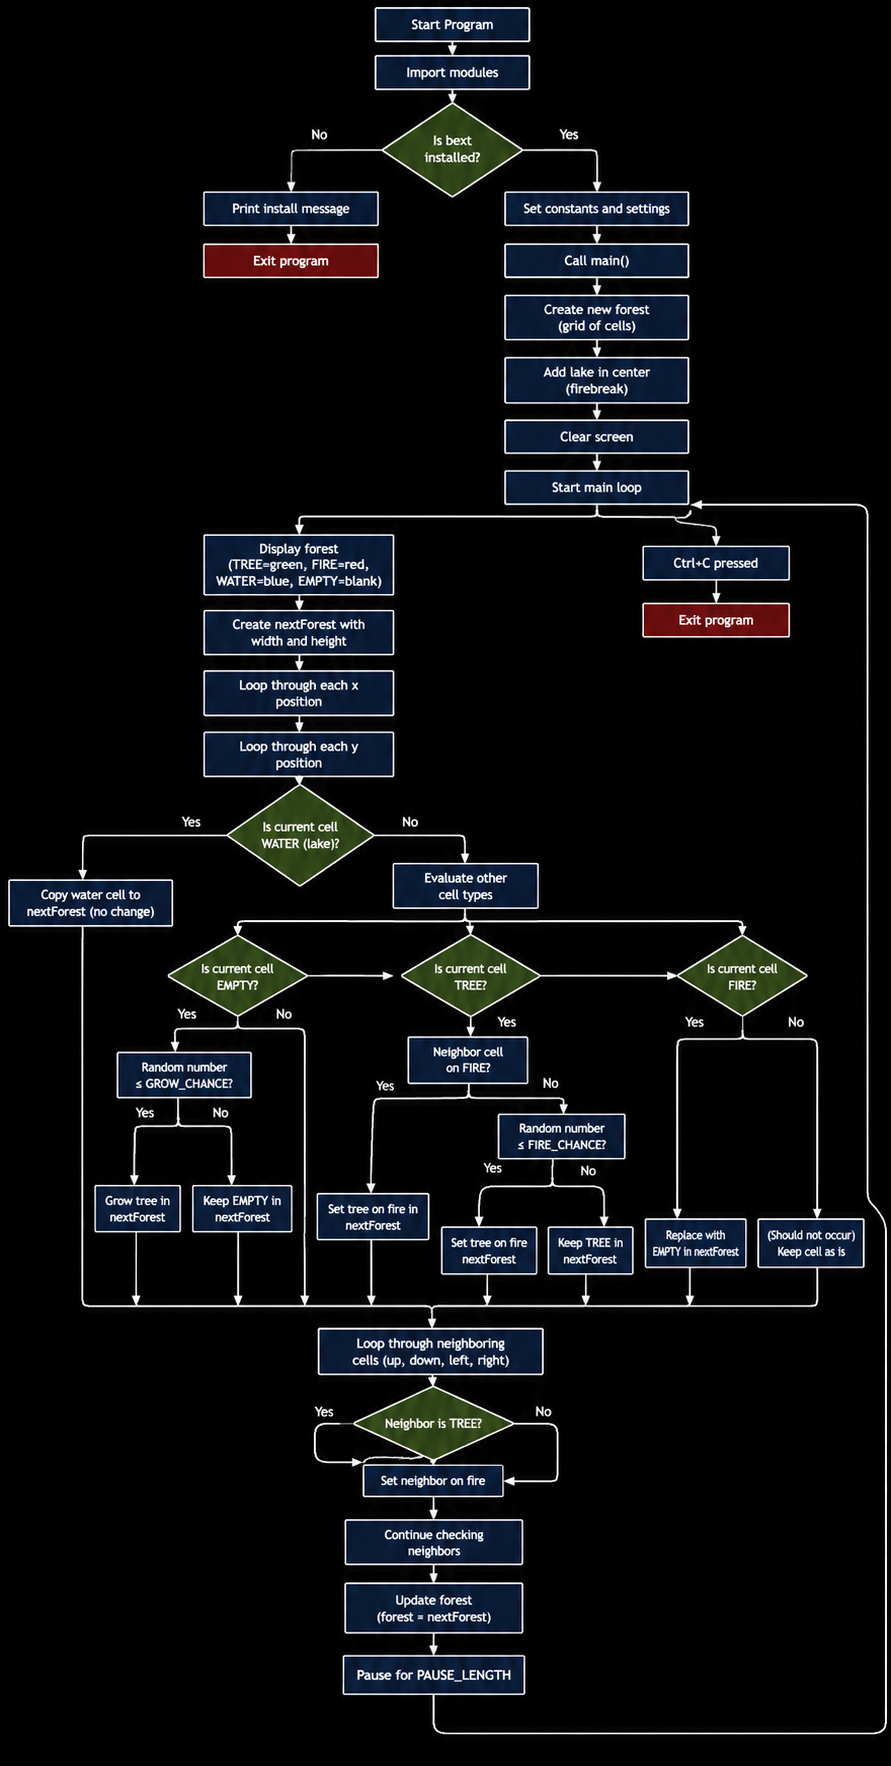 Start Program
Import modules
Is bext
installed?
No
Yes
Print install message
Exit program
Set constants and settings
Call main()
Create new forest
(grid of cells)
Add lake in center
(firebreak)
Clear screen
Start main loop
Display forest
(TREE=green, FIRE=red,
WATER=blue, EMPTY=blank)
Ctrl+C pressed
Exit program
Create nextForest with
width and height
Loop through each x
position
Loop through each y
position
Is current cell
WATER (lake)?
Yes
No
Copy water cell to
nextForest (no change)
Evaluate other
cell types
Is current cell
EMPTY?
Is current cell
TREE?
Is current cell
FIRE?
Yes
No
Yes
Yes
No
Random number
≤ GROW_CHANCE?
Neighbor cell
on FIRE?
Yes
No
Yes
No
Random number
≤ FIRE_CHANCE?
Yes
No
Grow tree in
nextForest
Keep EMPTY in
nextForest
Set tree on fire in
nextForest
Set tree on fire
nextForest
Keep TREE in
nextForest
Replace with
EMPTY in nextForest
(Should not occur)
Keep cell as is
Loop through neighboring
cells (up, down, left, right)
Neighbor is TREE?
Yes
No
Set neighbor on fire
Continue checking
neighbors
Update forest
(forest = nextForest)
Pause for PAUSE_LENGTH